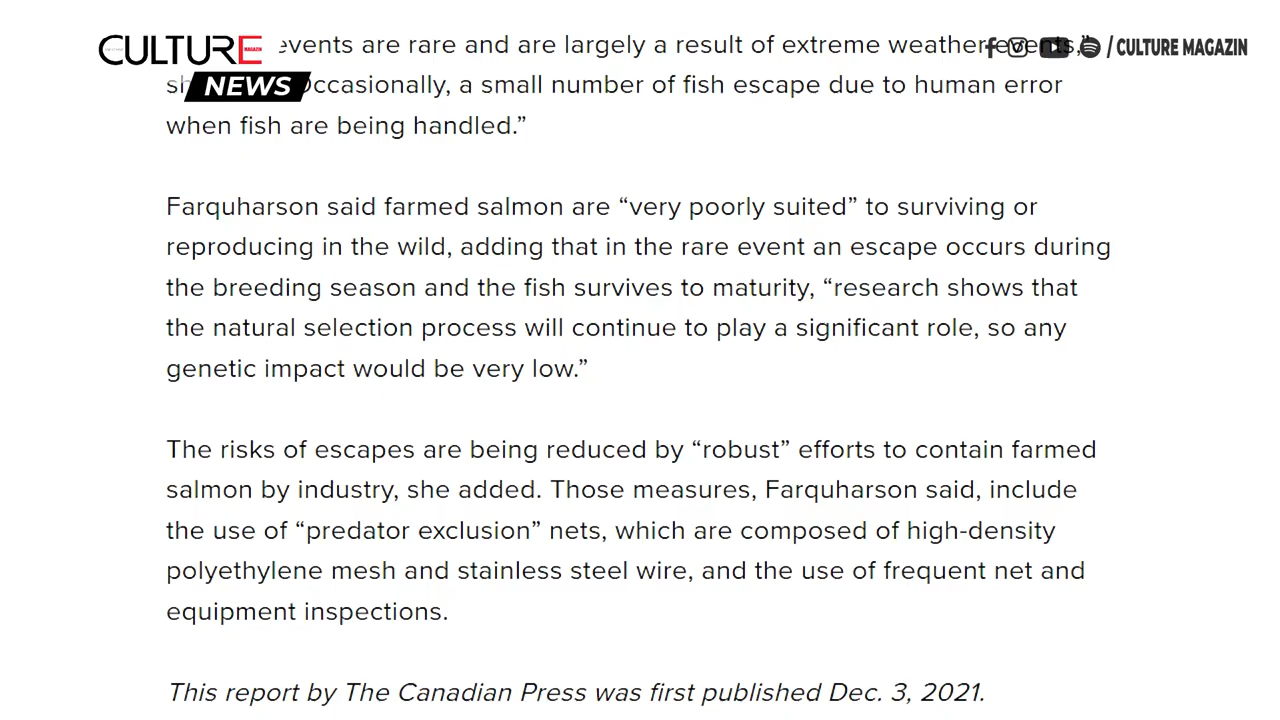 CULTURE
MAGAZIN
NEWS
events are rare and are largely a result of extreme weather events,”
/ CULTURE MAGAZIN
sh Occasionally, a small number of fish escape due to human error
when fish are being handled.”
Farquharson said farmed salmon are “very poorly suited” to surviving or
reproducing in the wild, adding that in the rare event an escape occurs during
the breeding season and the fish survives to maturity, “research shows that
the natural selection process will continue to play a significant role, so any
genetic impact would be very low.”
The risks of escapes are being reduced by “robust” efforts to contain farmed
salmon by industry, she added. Those measures, Farquharson said, include
the use of “predator exclusion” nets, which are composed of high-density
polyethylene mesh and stainless steel wire, and the use of frequent net and
equipment inspections.
This report by The Canadian Press was first published Dec. 3, 2021.